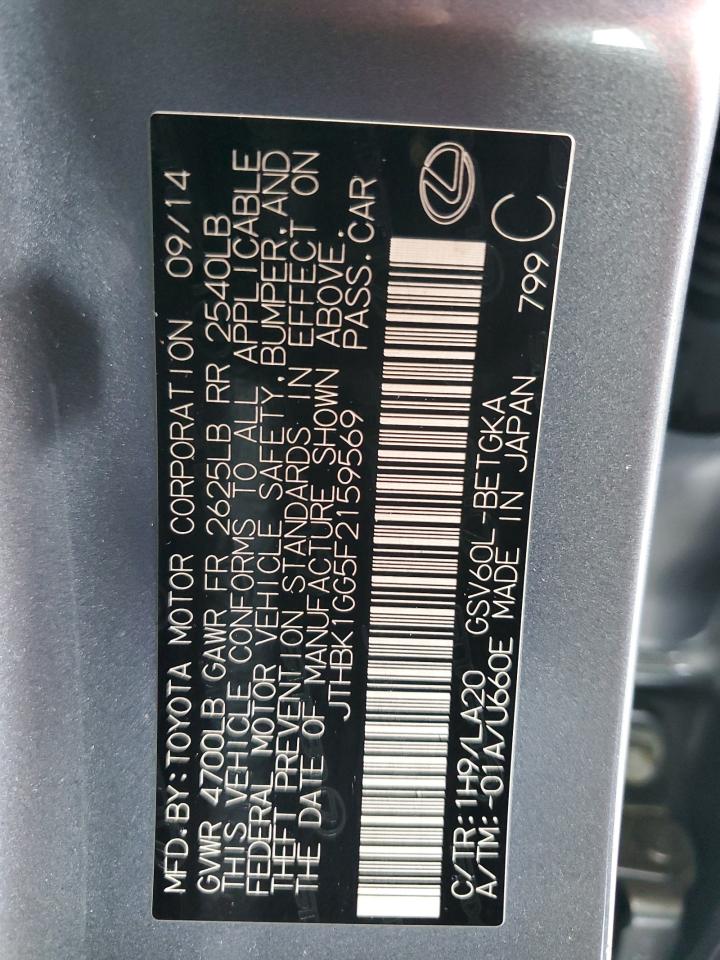 MFD.BY:TOYOTA MOTOR CORPORATION 09/14
GVWR 4700LB GAWR FR 2625LB RR 2540LB
THIS VEHICLE CONFORMS TO ALL APPLICABLE
FEDERAL MOTOR VEHICLE SAFETY,BUMPER,AND
THEFT PREVENTION STANDARDS IN EFFECT ON
THE DATE OF MANUFACTURE SHOWN ABOVE.
JTHBK1GG5F2159569 PASS.CAR
C/TR:1H9/LA20 GSV60L-BETGKA 799
A/TM:-01A/U660E MADE IN JAPAN C